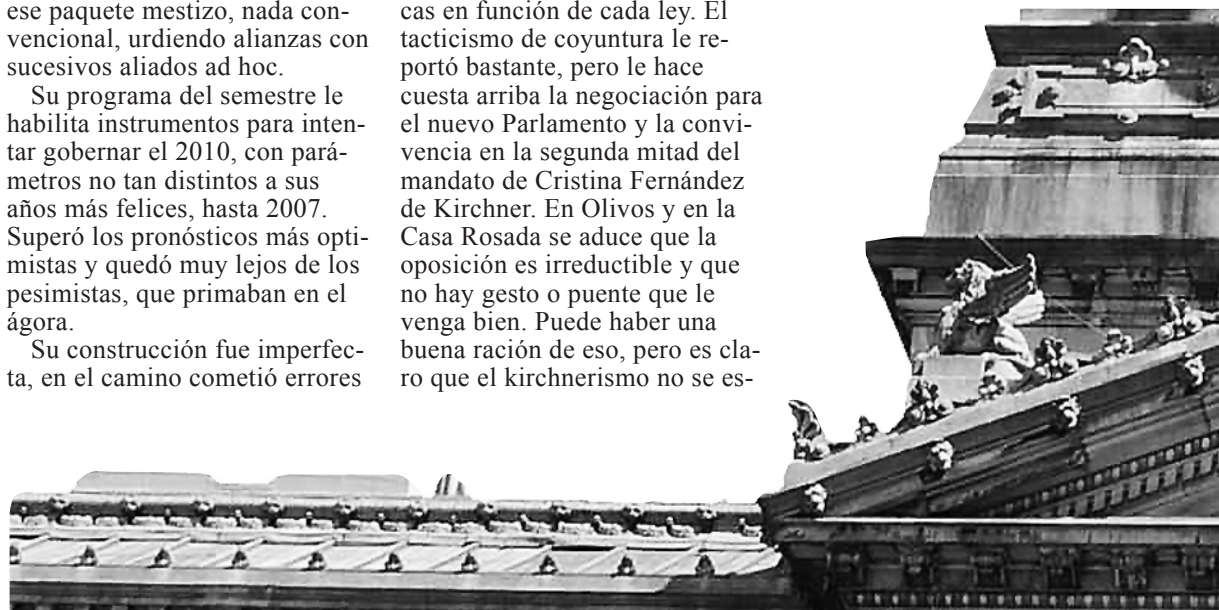 ese paquete mestizo, nada con-
vencional, urdiendo alianzas con
sucesivos aliados ad hoc.
Su programa del semestre le
habilita instrumentos para inten-
tar gobernar el 2010, con pará-
metros no tan distintos a sus
años más felices, hasta 2007.
Superó los pronósticos más opti-
mistas y quedó muy lejos de los
pesimistas, que primaban en el
ágora.
Su construcción fue imperfec-
ta, en el camino cometió errores
cas en función de cada ley. El
tacticismo de coyuntura le re-
portó bastante, pero le hace
cuesta arriba la negociación para
el nuevo Parlamento y la convi-
vencia en la segunda mitad del
mandato de Cristina Fernández
de Kirchner. En Olivos y en la
Casa Rosada se aduce que la
oposición es irreductible y que
no hay gesto o puente que le
venga bien. Puede haber una
buena ración de eso, pero es cla-
ro que el kirchnerismo no se es-